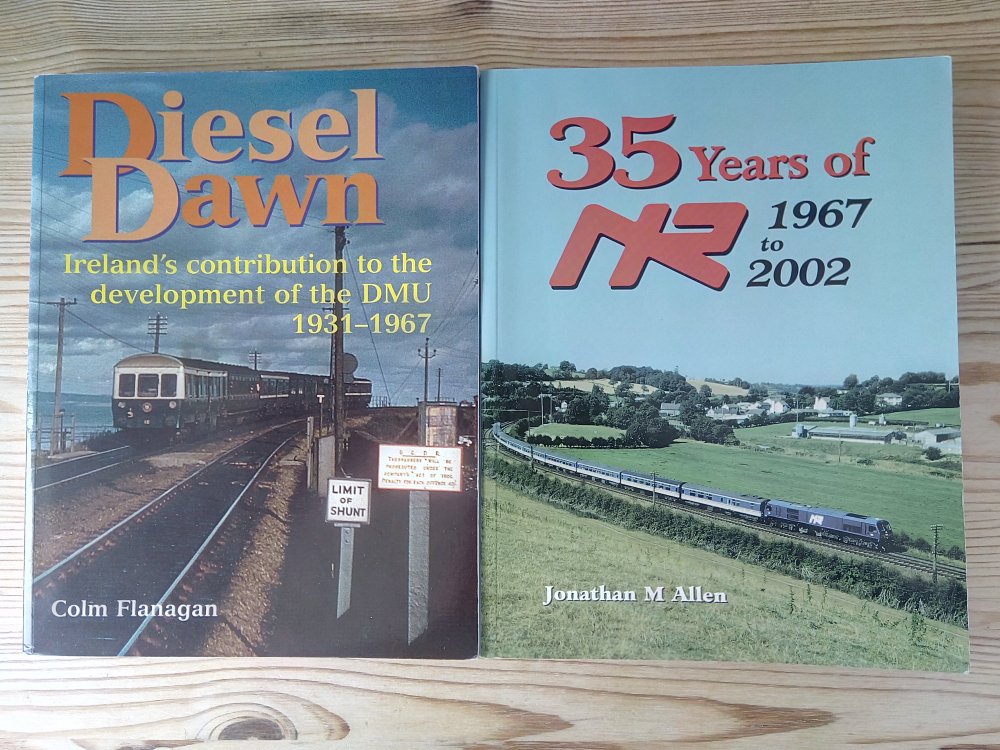 Diesel
Dawn
Ireland's contribution to the
development of the DMU
1931–1967
LIMIT
OF
SHUNT
Colm Flanagan
35 Years of
NIR 1967
to
2002
NIR
Jonathan M Allen